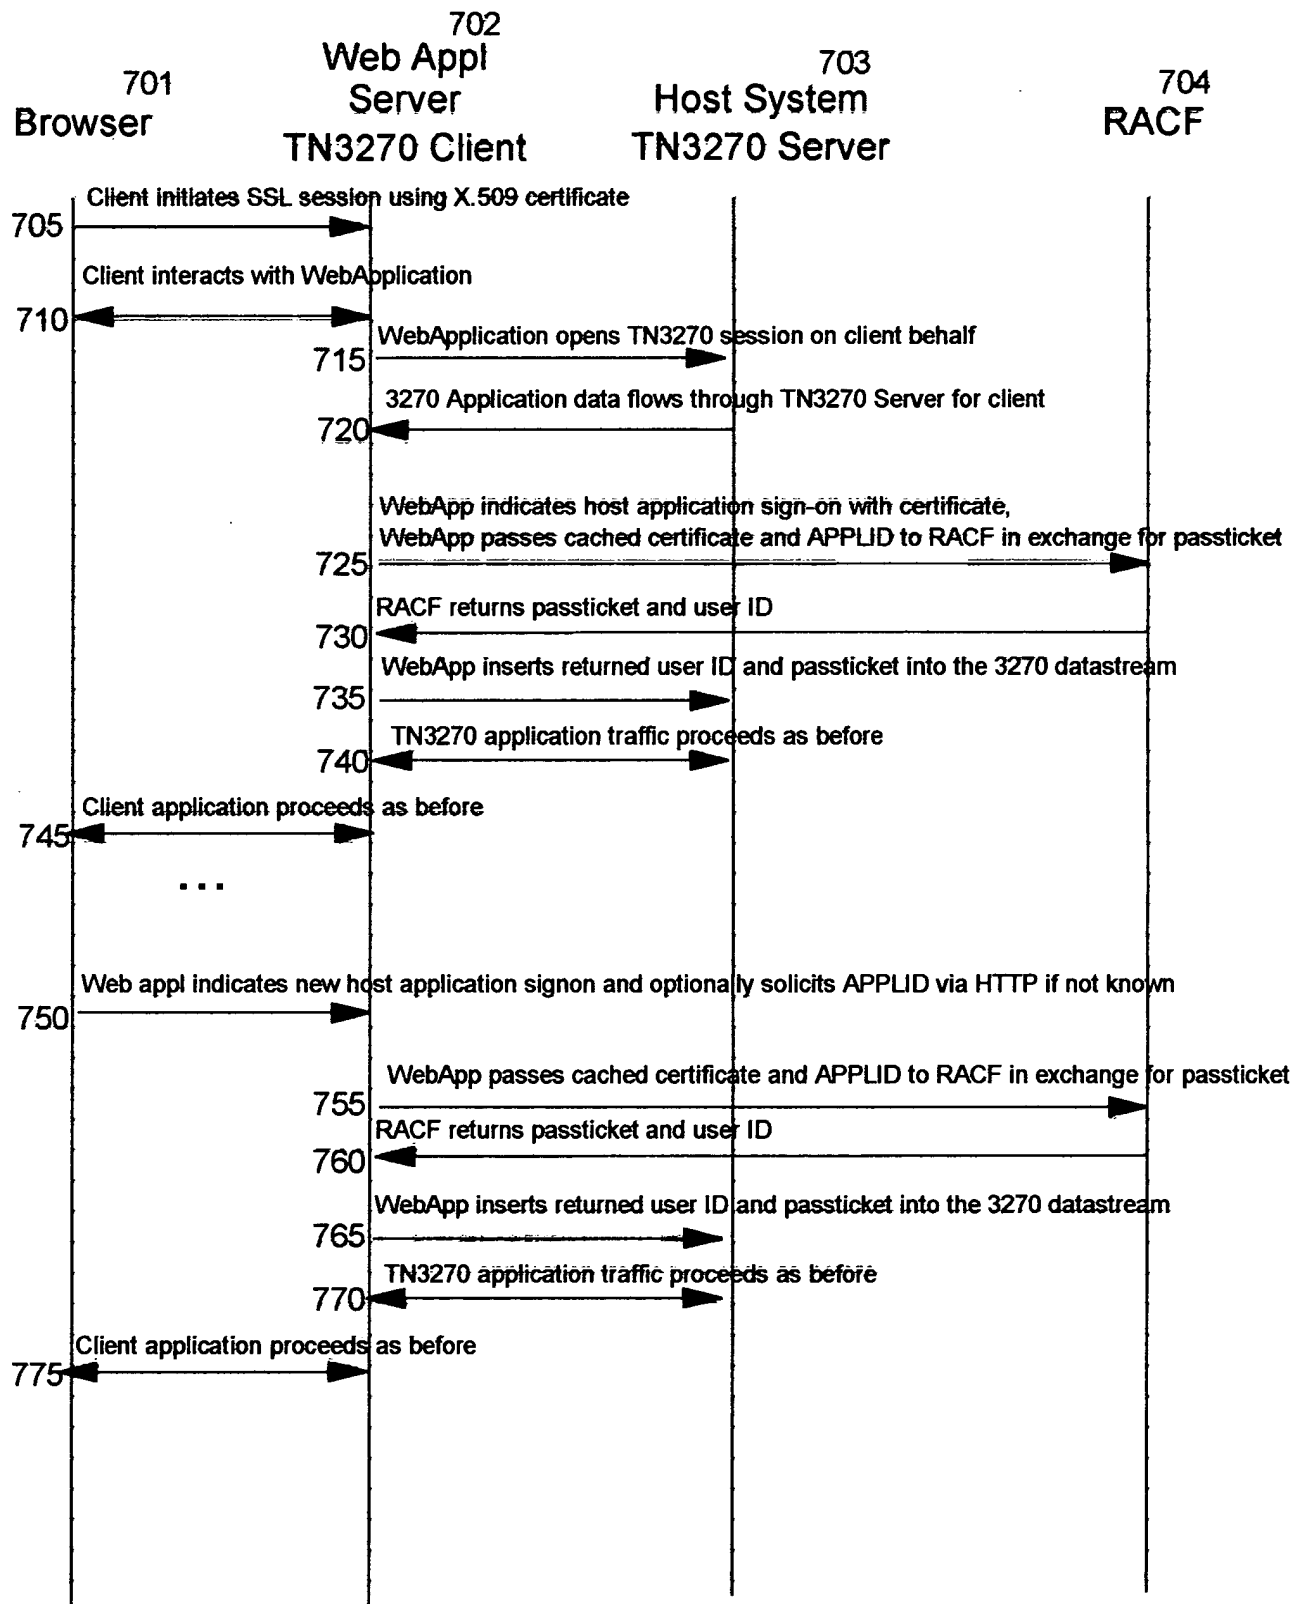 702
Web Appl
703
701
Server
704
Browser
Host System
RACF
TN3270 Client
TN3270 Server
Client initiates SSL session using X.509 certificate
705
Client interacts with WebApplication
710
WebApplication opens TN3270 session on client behalf
715
3270 Application data flows through TN3270 Server for client
720
WebApp indicates host application sign-on with certificate,
WebApp passes cached certificate and APPLID to RACF in exchange for passticket
725
RACF returns passticket and user ID
730
WebApp inserts returned user ID and passticket into the 3270 datastream
735
TN3270 application traffic proceeds as before
740
Client application proceeds as before
745
...
Web appl indicates new host application signon and optionally solicits APPLID via HTTP if not known
750
WebApp passes cached certificate and APPLID to RACF in exchange for passticket
755
RACF returns passticket and user ID
760
WebApp inserts returned user ID and passticket into the 3270 datastream
765
TN3270 application traffic proceeds as before
770
Client application proceeds as before
775